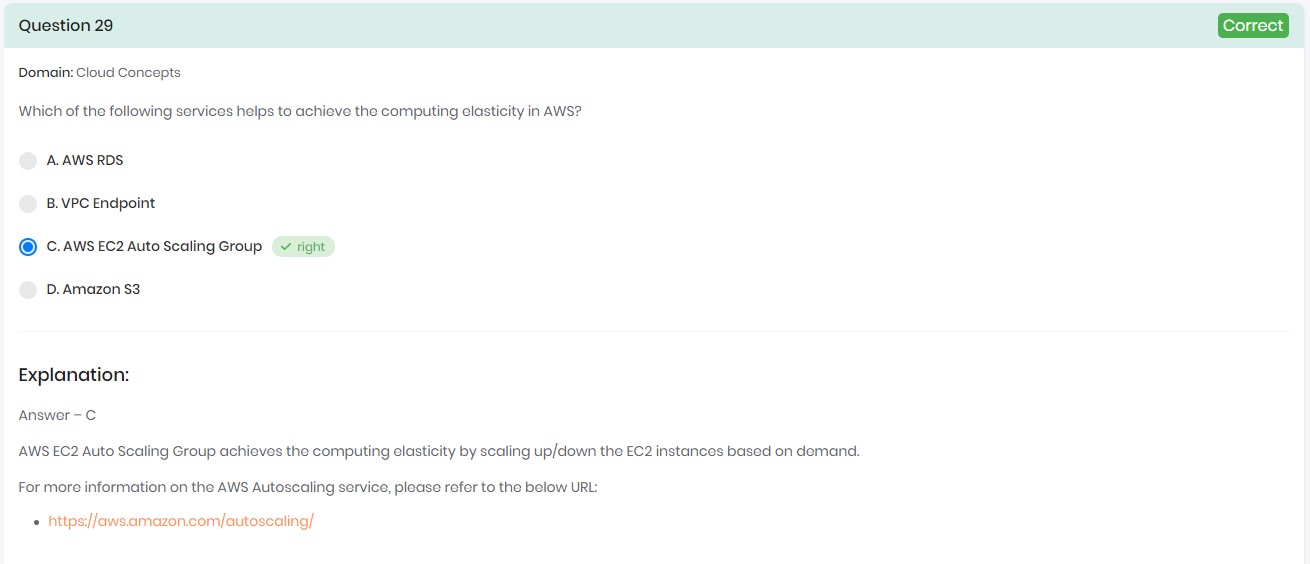 Question 29
Correct
Domain: Cloud Concepts
Which of the following services helps to achieve the computing elasticity in AWS?
A. AWS RDS
B. VPC Endpoint
C. AWS EC2 Auto Scaling Group
right
D. Amazon S3
Explanation:
Answer – C
AWS EC2 Auto Scaling Group achieves the computing elasticity by scaling up/down the EC2 instances based on demand.
For more information on the AWS Autoscaling service, please refer to the below URL:
• https://aws.amazon.com/autoscaling/